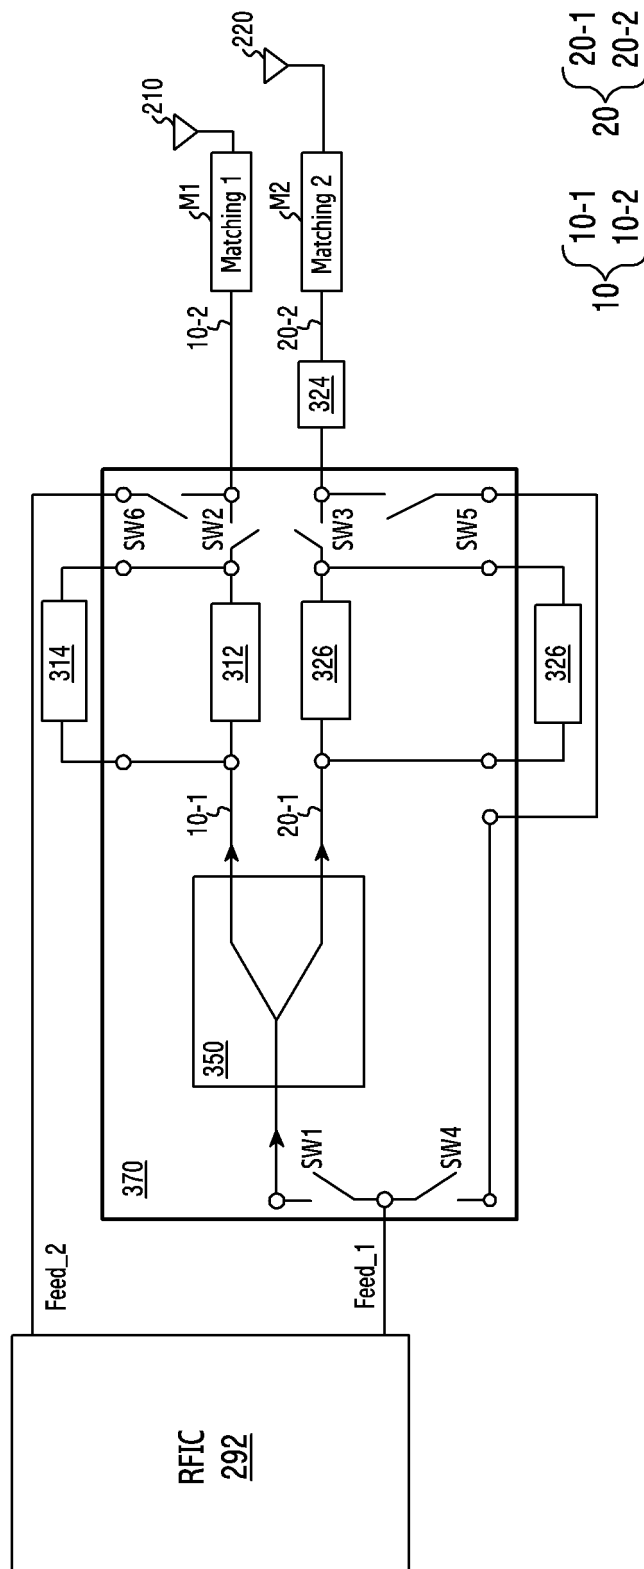 RFIC
292
Feed_2
Feed_1
370
SW1
SW4
350
10-1
20-1
314
312
326
326
SW6
SW2
SW3
SW5
324
10-2
20-2
M1
Matching 1
M2
Matching 2
210
220
10 { 10-1
10-2
20 { 20-1
20-2